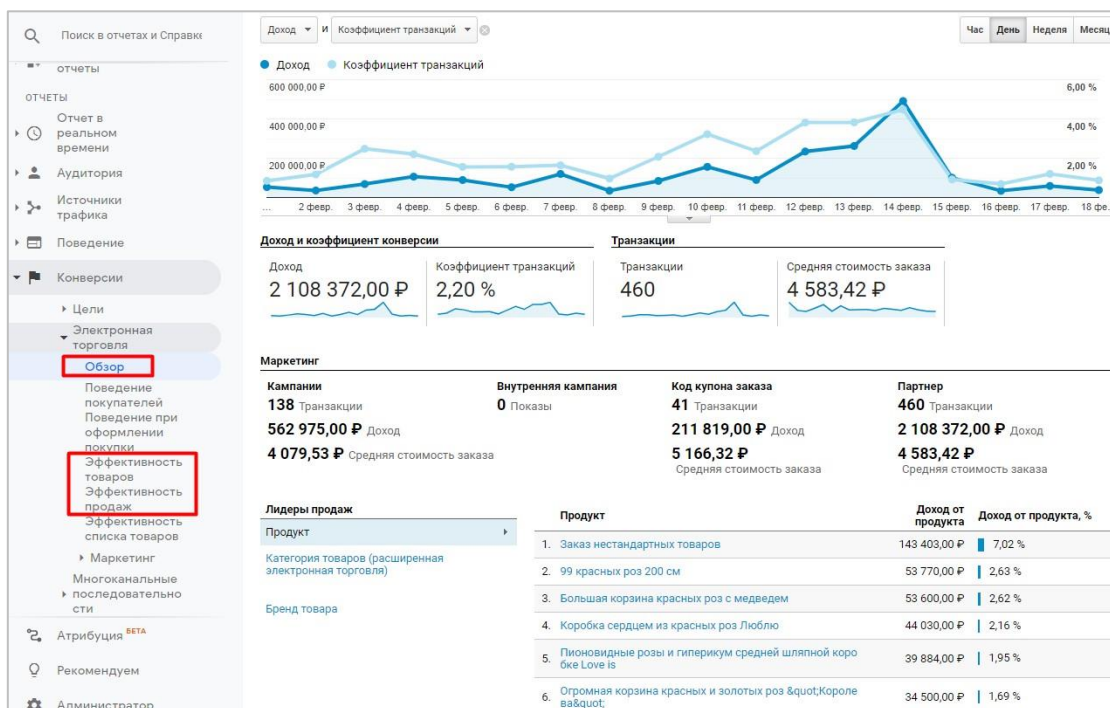 Поиск в отчетах и Справке
отчеты
ОТЧЕТЫ
Отчет в
реальном
времени
Аудитория
Источники
трафика
Поведение
Конверсии
Цели
Электронная
торговля
Обзор
Поведение
покупателей
Поведение при
оформлении
покупки
Эффективность
товаров
Эффективность
продаж
Эффективность
списка товаров
Маркетинг
Многоканальные
последовательно
сти
Атрибуция БЕТА
Рекомендуем
Администратор
Доход и Коэффициент транзакций
Час День Неделя Месяц
Доход Коэффициент транзакций
600 000,00 ₽ 6,00 %
400 000,00 ₽ 4,00 %
200 000,00 ₽ 2,00 %
... 2 февр. 3 февр. 4 февр. 5 февр. 6 февр. 7 февр. 8 февр. 9 февр. 10 февр. 11 февр. 12 февр. 13 февр. 14 февр. 15 февр. 16 февр. 17 февр. 18 фе...
Доход и коэффициент конверсии Транзакции
Доход Коэффициент транзакций Транзакции Средняя стоимость заказа
2 108 372,00 ₽ 2,20 % 460 4 583,42 ₽
Маркетинг
Кампании Внутренняя кампания Код купона заказа Партнер
138 Транзакции 0 Показы 41 Транзакции 460 Транзакции
562 975,00 ₽ Доход 211 819,00 ₽ Доход 2 108 372,00 ₽ Доход
4 079,53 ₽ Средняя стоимость заказа 5 166,32 ₽ 4 583,42 ₽
Средняя стоимость заказа Средняя стоимость заказа
Лидеры продаж
Продукт
Категория товаров (расширенная
электронная торговля)
Бренд товара
Продукт Доход от
продукта Доход от продукта, %
1. Заказ нестандартных товаров 143 403,00 ₽ 7,02 %
2. 99 красных роз 200 см 53 770,00 ₽ 2,63 %
3. Большая корзина красных роз с медведем 53 600,00 ₽ 2,62 %
4. Коробка сердцем из красных роз Люблю 44 030,00 ₽ 2,16 %
5. Пионовидные розы и гиперикум средней шляпной коро
бке Love is 39 884,00 ₽ 1,95 %
6. Огромная корзина красных и золотых роз &quot;Короле
ва&quot; 34 500,00 ₽ 1,69 %